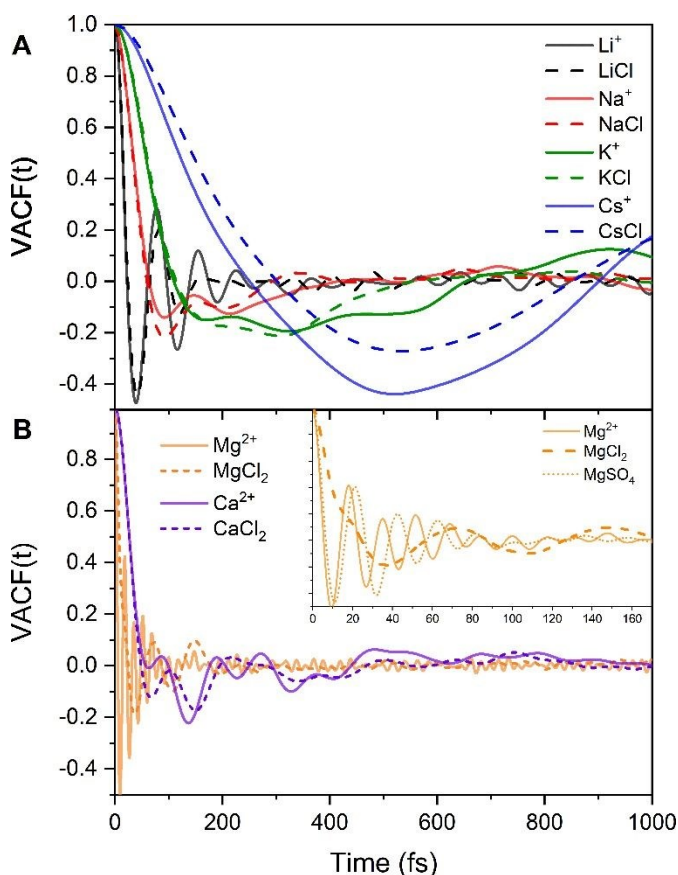 A
1.0
0.8
0.6
0.4
0.2
0.0
-0.2
-0.4
VACF(t)
Li⁺
LiCl
Na⁺
NaCl
K⁺
KCl
Cs⁺
CsCl
B
0.8
0.6
0.4
0.2
0.0
-0.2
-0.4
VACF(t)
Mg²⁺
MgCl₂
Ca²⁺
CaCl₂
Mg²⁺
MgCl₂
MgSO₄
0 20 40 60 80 100 120 140 160
0 200 400 600 800 1000
Time (fs)